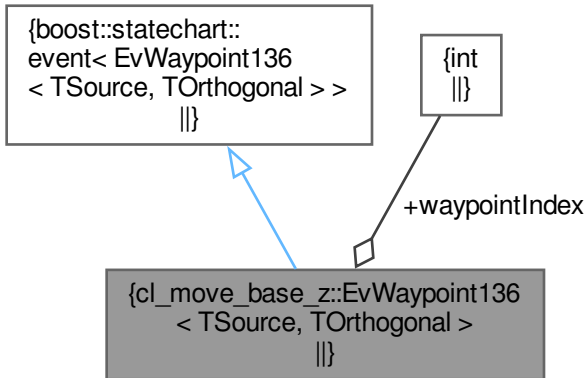 {boost::statechart::
event< EvWaypoint136
< TSource, TOrthogonal > >
||}
{int
||}
+waypointIndex
{cl_move_base_z::EvWaypoint136
< TSource, TOrthogonal >
||}